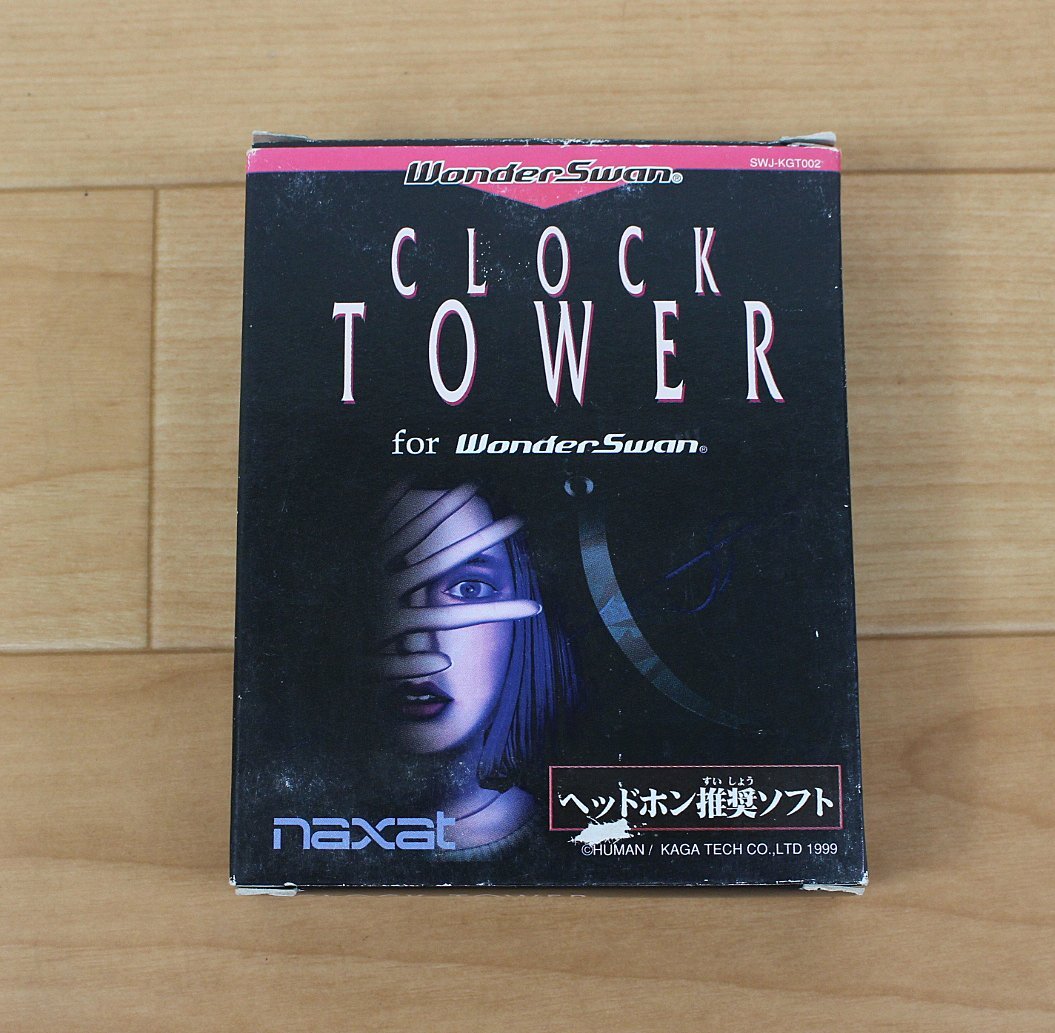 WonderSwan®
SWJ-KGT002
CLOCK
TOWER
for WonderSwan®
すいしょう
ヘッドホン推奨ソフト
naxat
©HUMAN / KAGA TECH CO.,LTD 1999